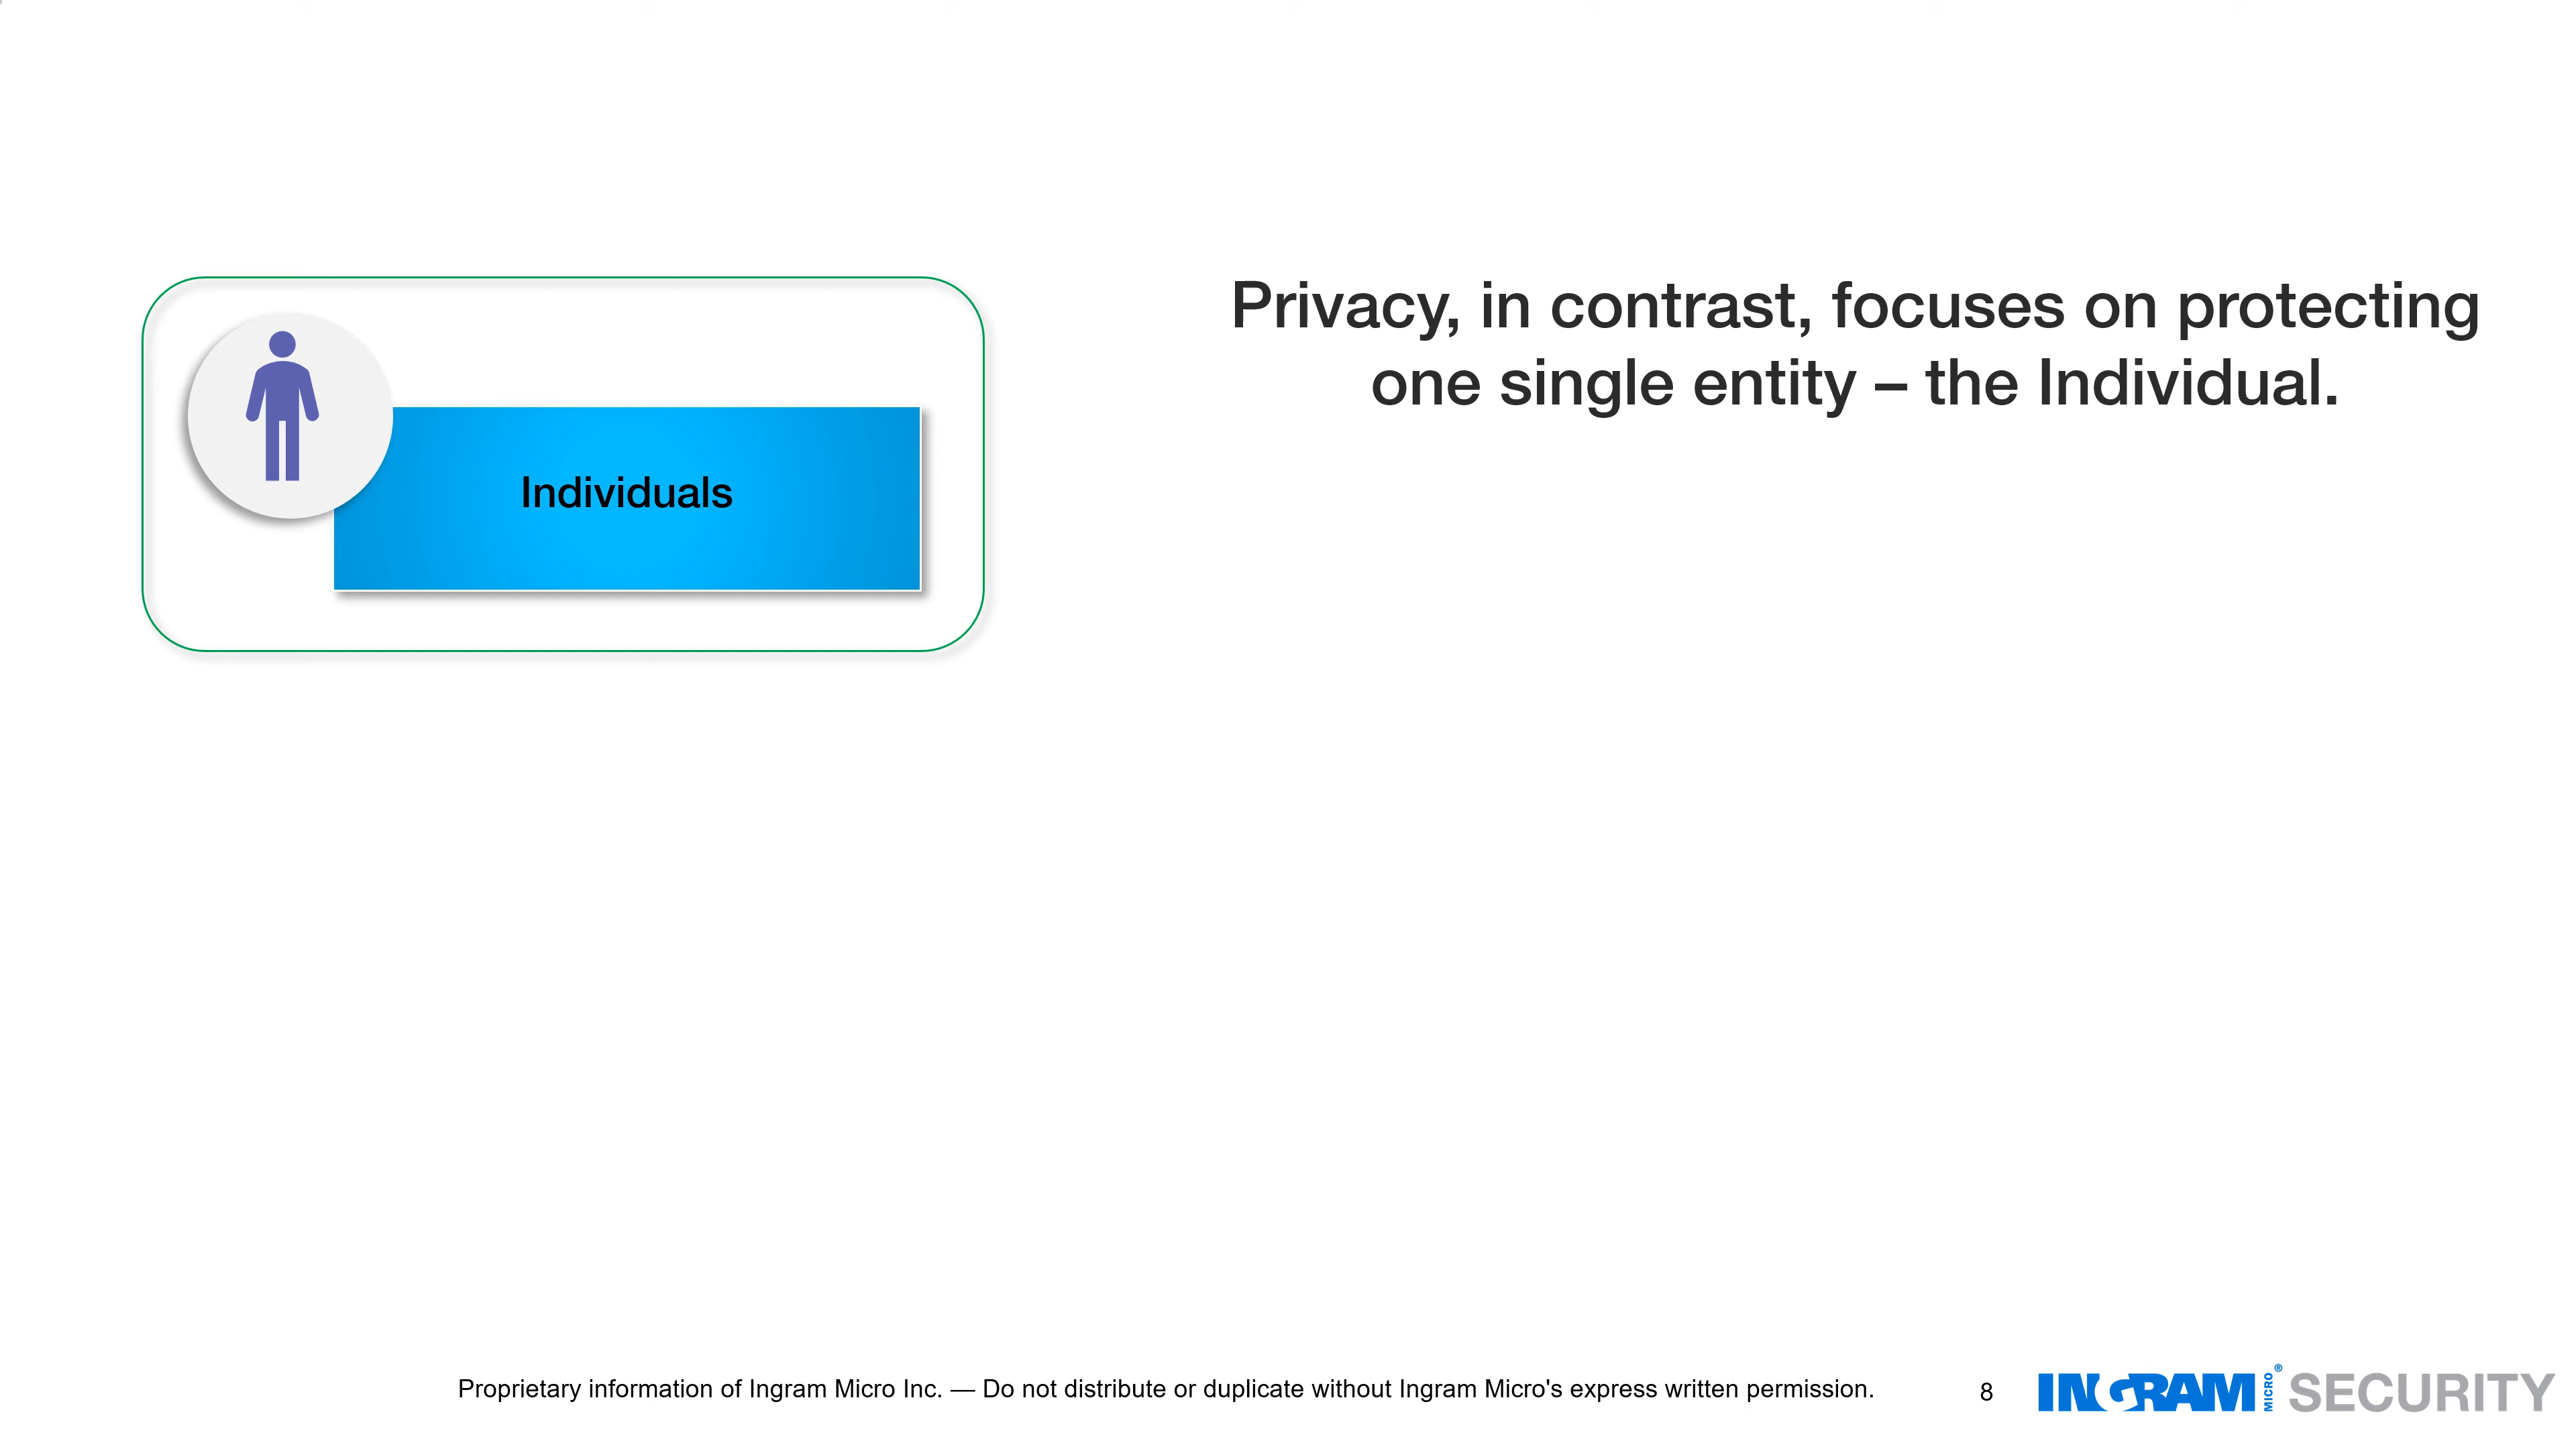 Privacy, in contrast, focuses on protecting
one single entity – the Individual.
Individuals
Proprietary information of Ingram Micro Inc. — Do not distribute or duplicate without Ingram Micro's express written permission.
8
INGRAM MICRO® SECURITY